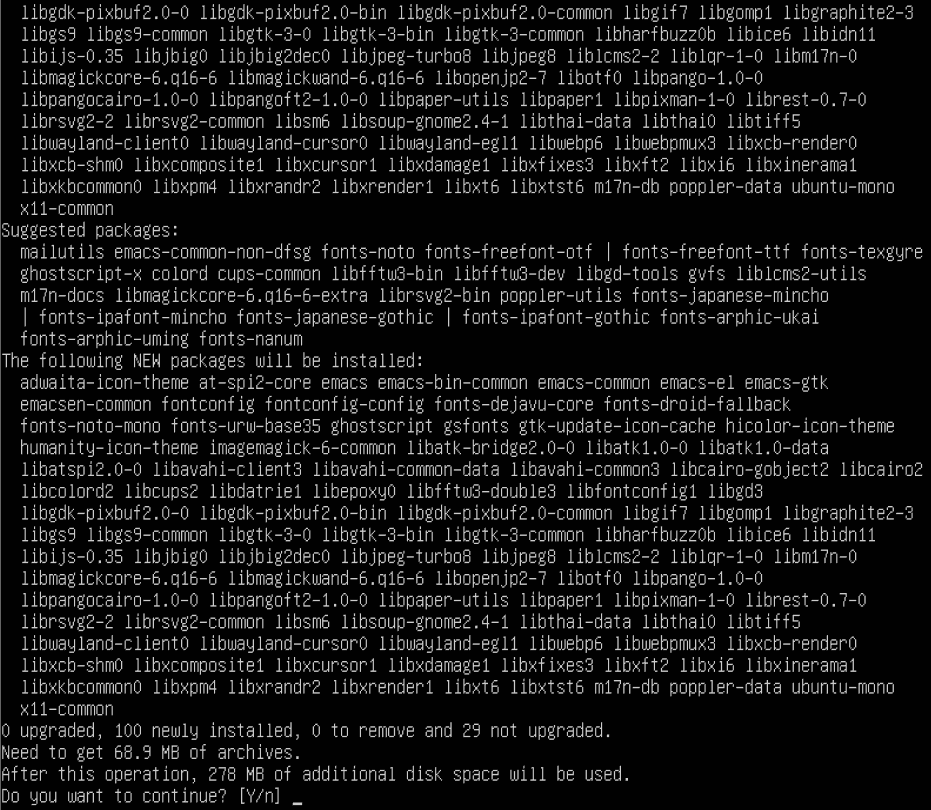 libgdk-pixbuf2.0-0 libgdk-pixbuf2.0-bin libgdk-pixbuf2.0-common libgif7 libgomp1 libgraphite2-3
libgs9 libgs9-common libgtk-3-0 libgtk-3-bin libgtk-3-common libharfbuzz0b libice6 libidn11
libijs-0.35 libjbig0 libjbig2dec0 libjpeg-turbo8 libjpeg8 liblcms2-2 liblqr-1-0 libm17n-0
libmagickcore-6.q16-6 libmagickwand-6.q16-6 libopenjp2-7 libotf0 libpango-1.0-0
libpangocairo-1.0-0 libpangoft2-1.0-0 libpaper-utils libpaper1 libpixman-1-0 librest-0.7-0
librsvg2-2 librsvg2-common libsm6 libsoup-gnome2.4-1 libthai-data libthai0 libtiff5
libwayland-client0 libwayland-cursor0 libwayland-egl1 libwebp6 libwebpmux3 libxcb-render0
libxcb-shm0 libxcomposite1 libxcursor1 libxdamage1 libxfixes3 libxft2 libxi6 libxinerama1
libxkbcommon0 libxpm4 libxrandr2 libxrender1 libxt6 libxtst6 m17n-db poppler-data ubuntu-mono
x11-common
Suggested packages:
mailutils emacs-common-non-dfsg fonts-noto fonts-freefont-otf | fonts-freefont-ttf fonts-texgyre
ghostscript-x colord cups-common libfftw3-bin libfftw3-dev libgd-tools gvfs liblcms2-utils
m17n-docs libmagickcore-6.q16-6-extra librsvg2-bin poppler-utils fonts-japanese-mincho
| fonts-ipafont-mincho fonts-japanese-gothic | fonts-ipafont-gothic fonts-arphic-ukai
fonts-arphic-uming fonts-nanum
The following NEW packages will be installed:
adwaita-icon-theme at-spi2-core emacs emacs-bin-common emacs-common emacs-el emacs-gtk
emacsen-common fontconfig fontconfig-config fonts-dejavu-core fonts-droid-fallback
fonts-noto-mono fonts-urw-base35 ghostscript gsfonts gtk-update-icon-cache hicolor-icon-theme
humanity-icon-theme imagemagick-6-common libatk-bridge2.0-0 libatk1.0-0 libatk1.0-data
libatspi2.0-0 libavahi-client3 libavahi-common-data libavahi-common3 libcairo-gobject2 libcairo2
libcolord2 libcups2 libdatrie1 libepoxy0 libfftw3-double3 libfontconfig1 libgd3
libgdk-pixbuf2.0-0 libgdk-pixbuf2.0-bin libgdk-pixbuf2.0-common libgif7 libgomp1 libgraphite2-3
libgs9 libgs9-common libgtk-3-0 libgtk-3-bin libgtk-3-common libharfbuzz0b libice6 libidn11
libijs-0.35 libjbig0 libjbig2dec0 libjpeg-turbo8 libjpeg8 liblcms2-2 liblqr-1-0 libm17n-0
libmagickcore-6.q16-6 libmagickwand-6.q16-6 libopenjp2-7 libotf0 libpango-1.0-0
libpangocairo-1.0-0 libpangoft2-1.0-0 libpaper-utils libpaper1 libpixman-1-0 librest-0.7-0
librsvg2-2 librsvg2-common libsm6 libsoup-gnome2.4-1 libthai-data libthai0 libtiff5
libwayland-client0 libwayland-cursor0 libwayland-egl1 libwebp6 libwebpmux3 libxcb-render0
libxcb-shm0 libxcomposite1 libxcursor1 libxdamage1 libxfixes3 libxft2 libxi6 libxinerama1
libxkbcommon0 libxpm4 libxrandr2 libxrender1 libxt6 libxtst6 m17n-db poppler-data ubuntu-mono
x11-common
0 upgraded, 100 newly installed, 0 to remove and 29 not upgraded.
Need to get 68.9 MB of archives.
After this operation, 278 MB of additional disk space will be used.
Do you want to continue? [Y/n] _